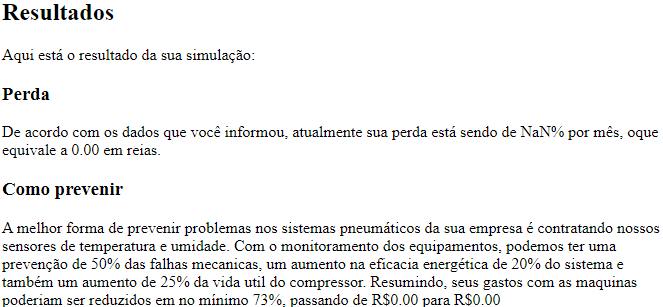 Resultados
Aqui está o resultado da sua simulação:
Perda
De acordo com os dados que você informou, atualmente sua perda está sendo de NaN% por mês, oque
equivale a 0.00 em reias.
Como prevenir
A melhor forma de prevenir problemas nos sistemas pneumáticos da sua empresa é contratando nossos
sensores de temperatura e umidade. Com o monitoramento dos equipamentos, podemos ter uma
prevenção de 50% das falhas mecanicas, um aumento na eficacia energética de 20% do sistema e
também um aumento de 25% da vida util do compressor. Resumindo, seus gastos com as maquinas
poderiam ser reduzidos em no mínimo 73%, passando de R$0.00 para R$0.00